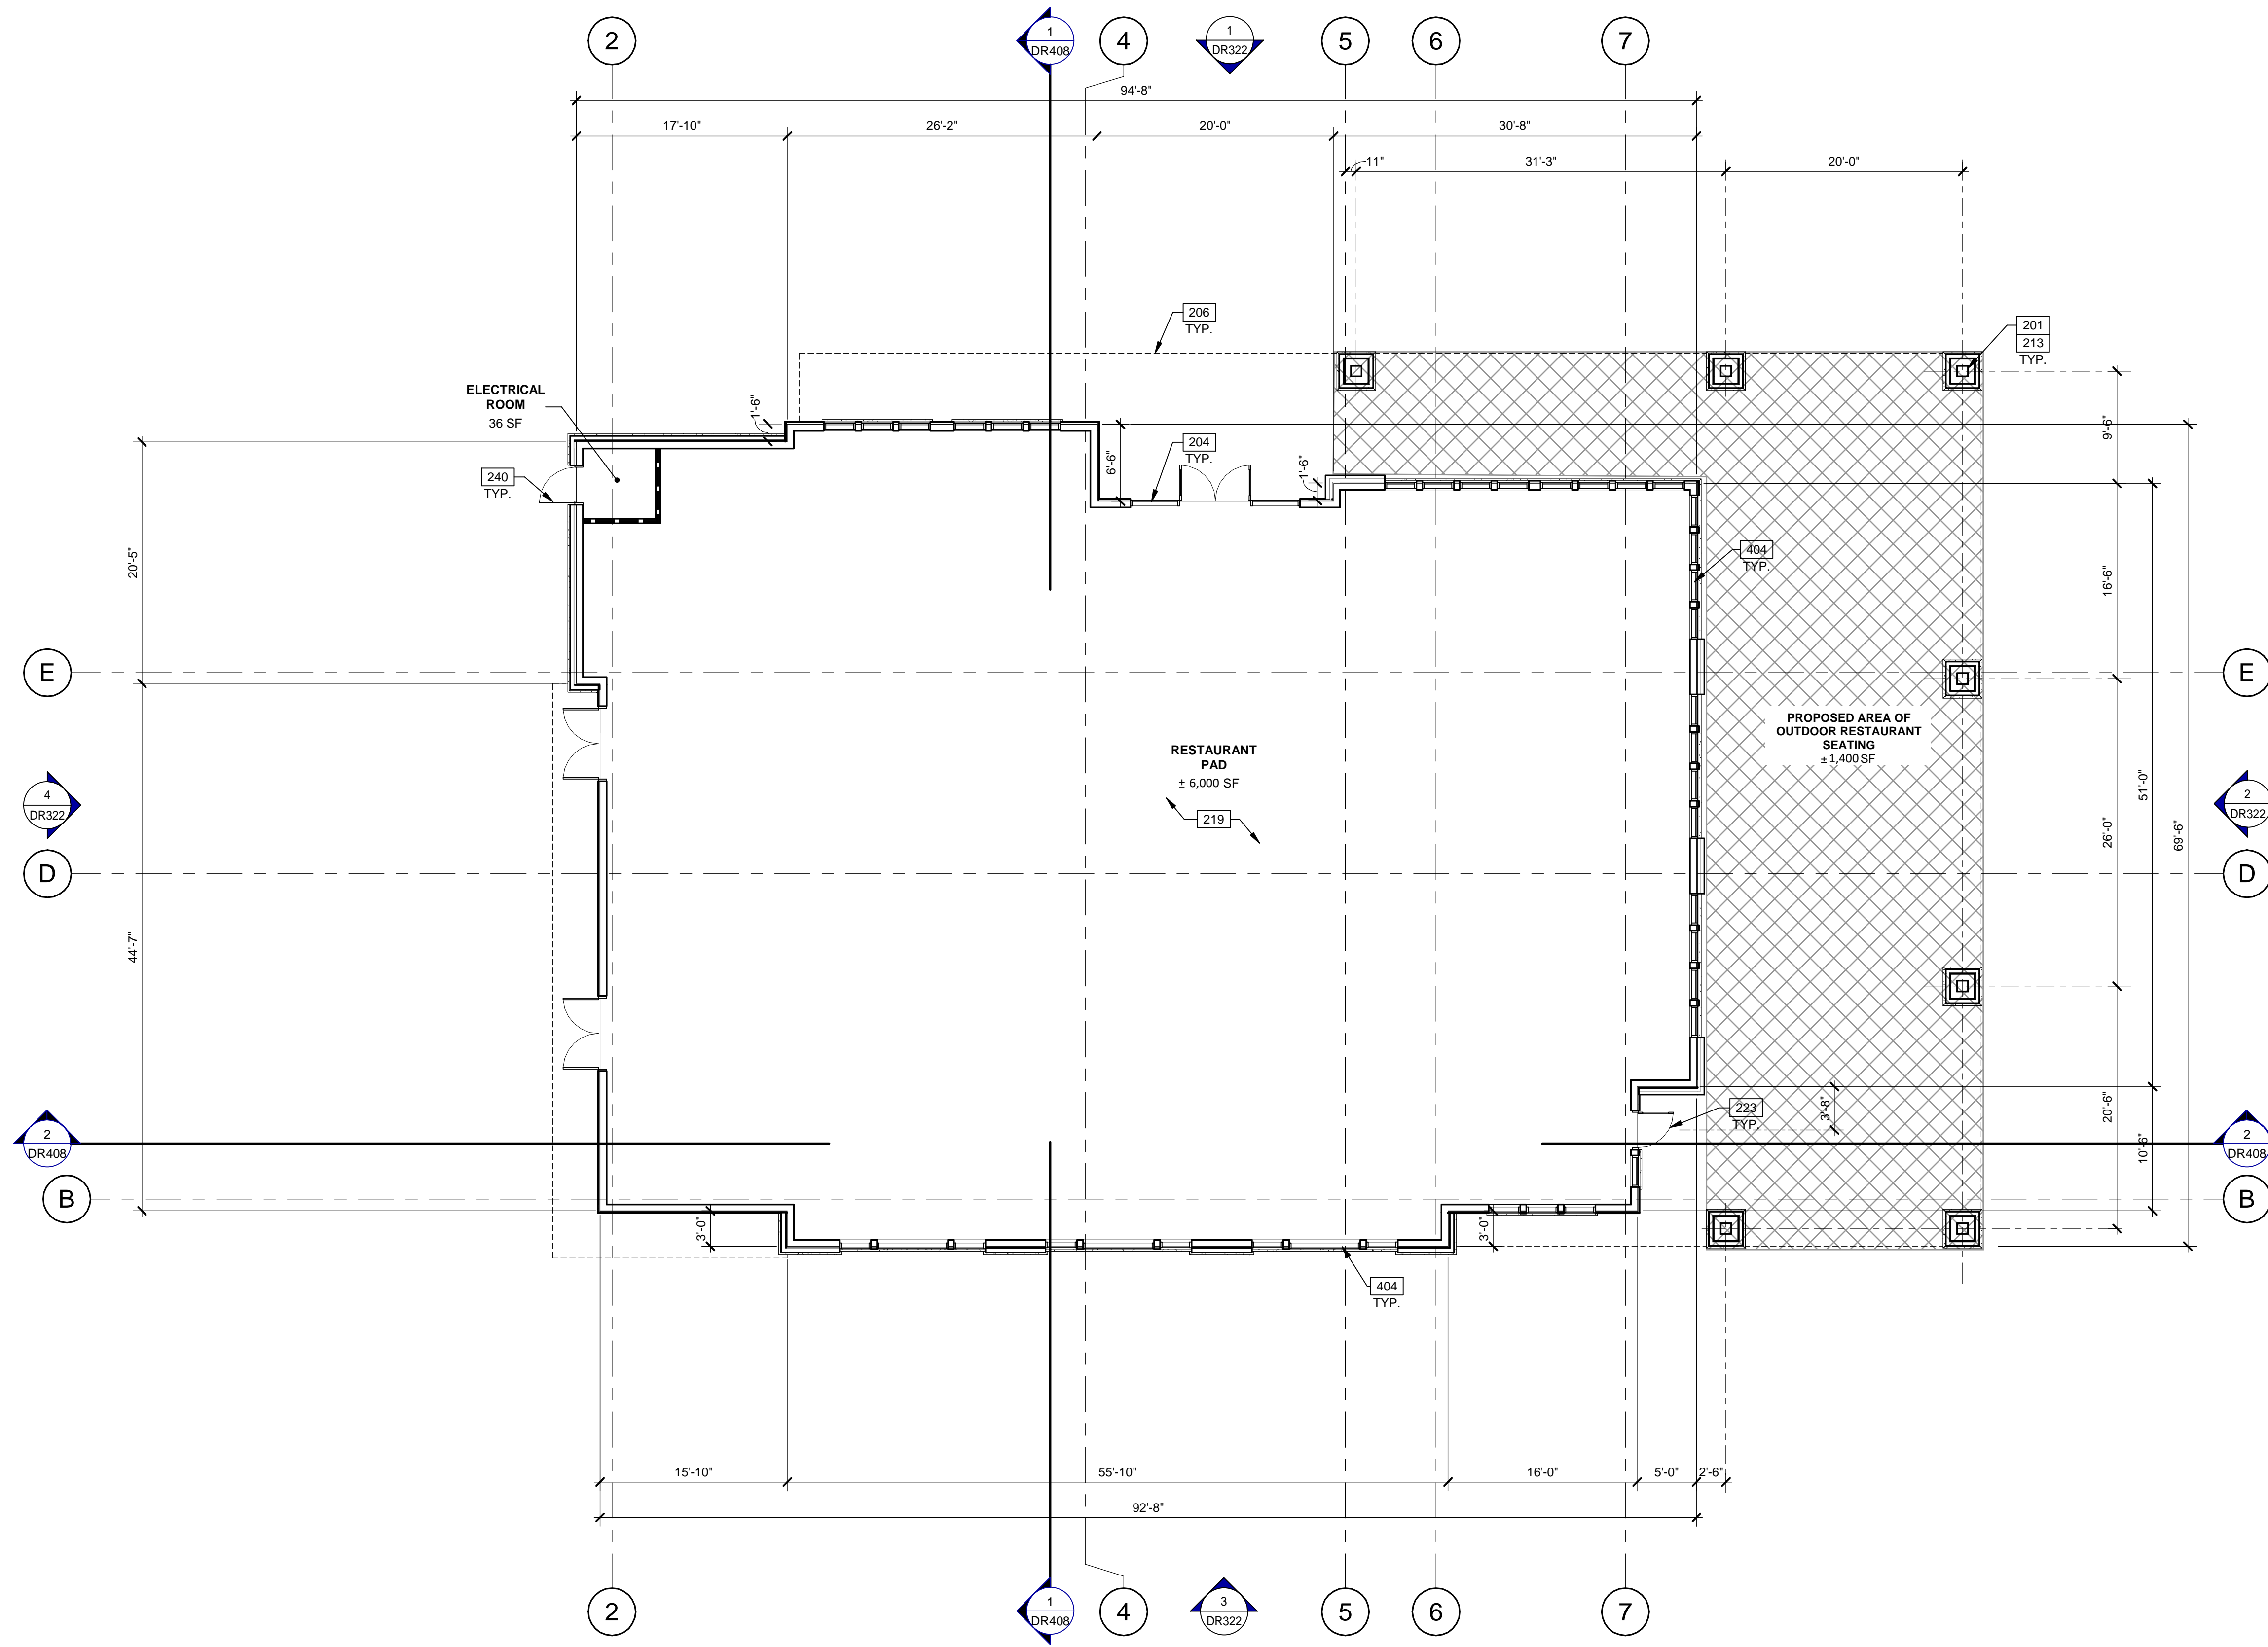 2
1
DR408
4
1
DR322
5
6
7
94'-8"
17'-10"
26'-2"
20'-0"
30'-8"
11"
31'-3"
20'-0"
206
TYP.
201
213
TYP.
ELECTRICAL
ROOM
36 SF
1'-6"
6'-6"
204
TYP.
1'-6"
9'-6"
240
TYP.
404
TYP.
20'-5"
16'-6"
E
E
RESTAURANT
PAD
± 6,000 SF
219
PROPOSED AREA OF
OUTDOOR RESTAURANT
SEATING
±1,400 SF
4
DR322
2
DR322
51'-0"
26'-0"
69'-6"
D
D
44'-7"
223
TYP.
3'-8"
20'-6"
10'-6"
2
DR408
2
DR408
B
B
3'-0"
3'-0"
404
TYP.
15'-10"
55'-10"
16'-0"
5'-0"
2'-6"
92'-8"
2
1
DR408
4
3
DR322
5
6
7